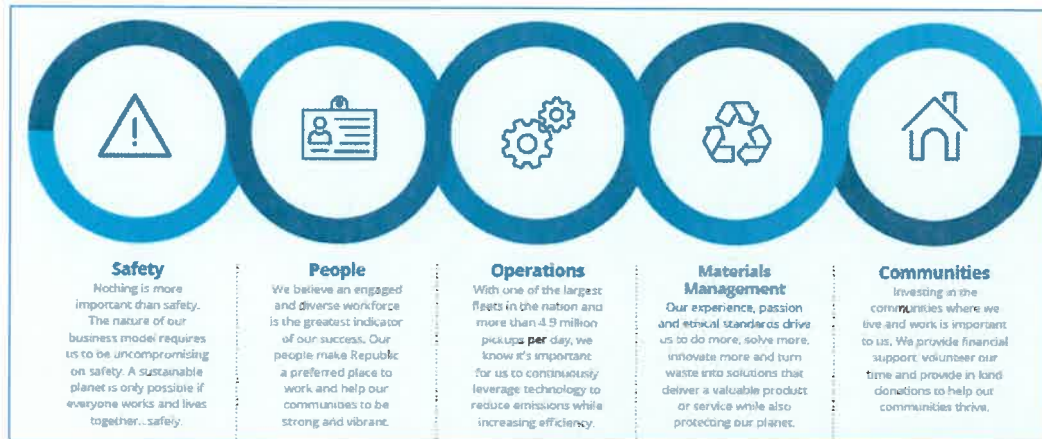 Safety
Nothing is more
important than safety.
The nature of our
business model requires
us to be uncompromising
on safety. A sustainable
planet is only possible if
everyone works and lives
together...safely.
People
We believe an engaged
and diverse workforce
is the greatest indicator
of our success. Our
people make Republic
a preferred place to
work and help our
communities to be
strong and vibrant.
Operations
With one of the largest
fleets in the nation and
more than 4.9 million
pickups per day, we
know it's important
for us to continuously
leverage technology to
reduce emissions while
increasing efficiency.
Materials
Management
Our experience, passion
and ethical standards drive
us to do more, solve more,
innovate more and turn
waste into solutions that
deliver a valuable product
or service while also
protecting our planet.
Communities
Investing in the
communities where we
live and work is important
to us. We provide financial
support, volunteer our
time and provide in-kind
donations to help our
communities thrive.